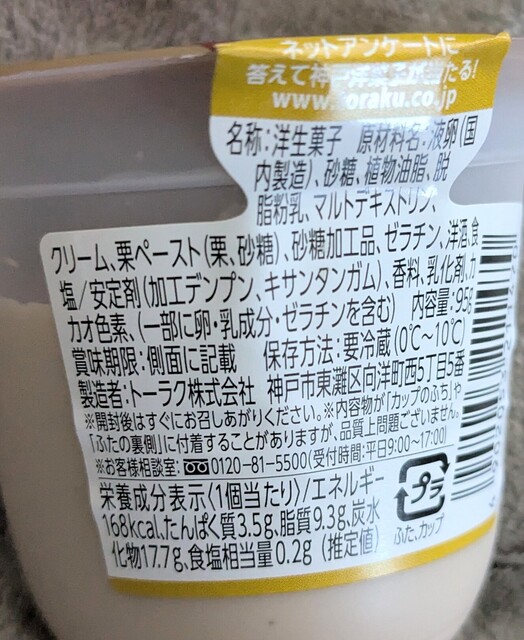 ネットアンケートに
答えて神戸洋菓子が当たる!
www.toraku.co.jp
名称:洋生菓子 原材料名:液卵(国
内製造)、砂糖、植物油脂、脱
脂粉乳、マルトデキストリン、
クリーム、栗ペースト(栗、砂糖)、砂糖加工品、ゼラチン、洋酒、食
塩/安定剤(加工デンプン、キサンタンガム)、香料、乳化剤、カ
カオ色素、(一部に卵・乳成分・ゼラチンを含む) 内容量:95g
賞味期限:側面に記載 保存方法:要冷蔵(0℃~10℃)
製造者:トーラク株式会社 神戸市東灘区向洋町西5丁目5番
※開封後はすぐにお召しあがりください。※内容物が「カップのふち」や
「ふたの裏側」に付着することがありますが、品質上問題ございません。
※お客様相談室:0120-81-5500(受付時間:平日9:00~17:00)
栄養成分表示〈1個当たり〉/エネルギー
168kcal、たんぱく質3.5g、脂質9.3g、炭水
化物17.7g、食塩相当量0.2g (推定値)
プラ
ふた、カップ